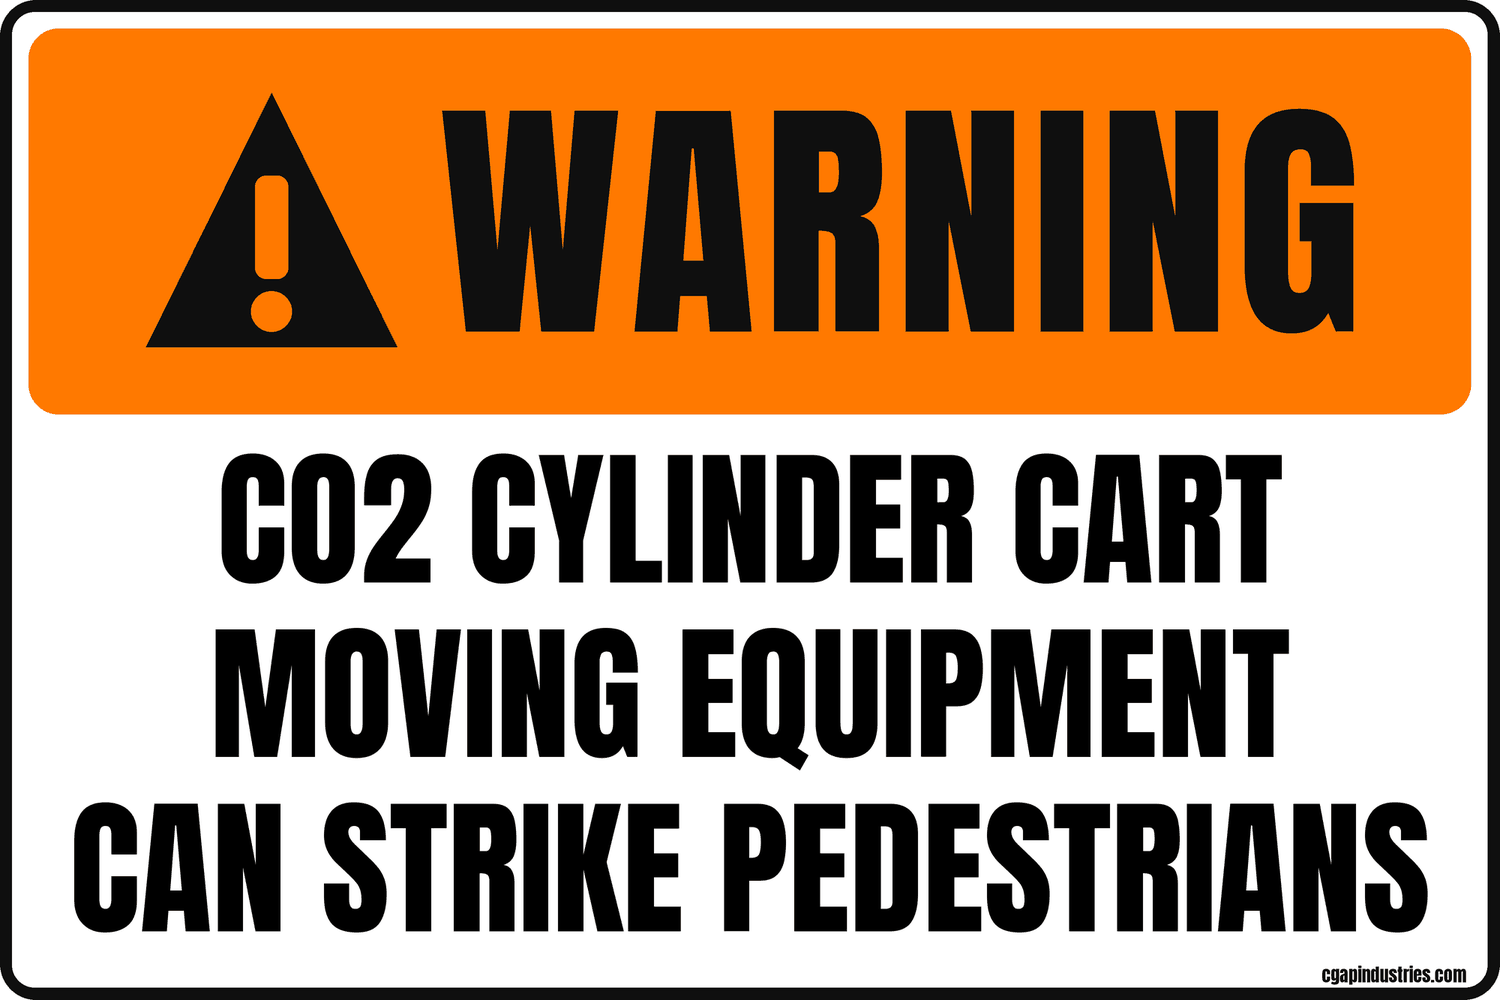 WARNING
CO2 CYLINDER CART
MOVING EQUIPMENT
CAN STRIKE PEDESTRIANS
cgapindustries.com